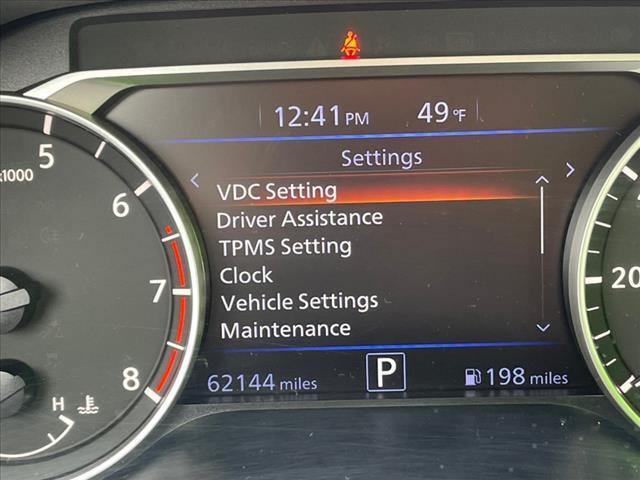 12:41 PM 49°F
Settings
VDC Setting
Driver Assistance
TPMS Setting
Clock
Vehicle Settings
Maintenance
62144 miles P 198 miles
x1000
5
6
7
8
H
20